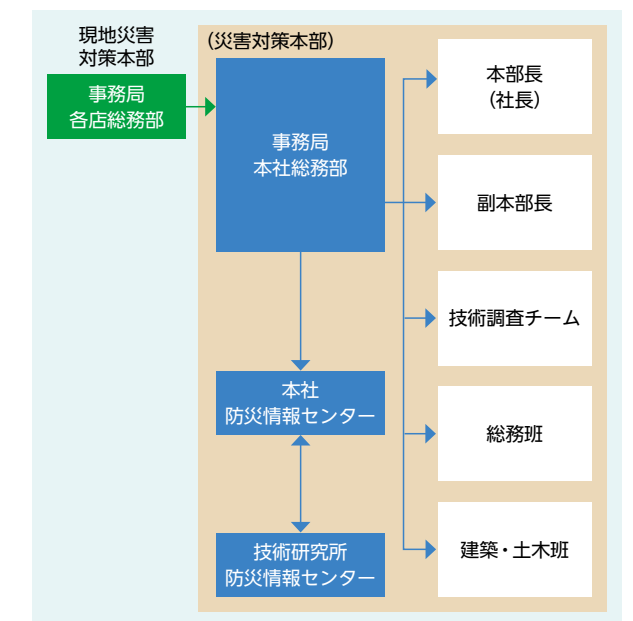 現地災害
対策本部
事務局
各店総務部
(災害対策本部)
事務局
本社総務部
本社
防災情報センター
技術研究所
防災情報センター
本部長
(社長)
副本部長
技術調査チーム
総務班
建築・土木班